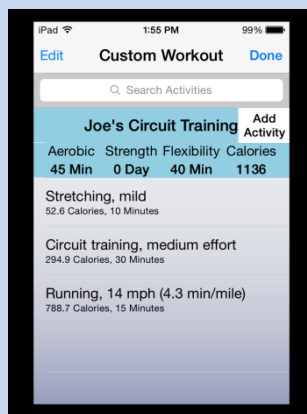 iPad 1:55 PM 99%
Edit Custom Workout Done
Search Activities
Joe's Circuit Training Add Activity
Aerobic Strength Flexibility Calories
45 Min 0 Day 40 Min 1136
Stretching, mild
52.6 Calories, 10 Minutes
Circuit training, medium effort
294.9 Calories, 30 Minutes
Running, 14 mph (4.3 min/mile)
788.7 Calories, 15 Minutes